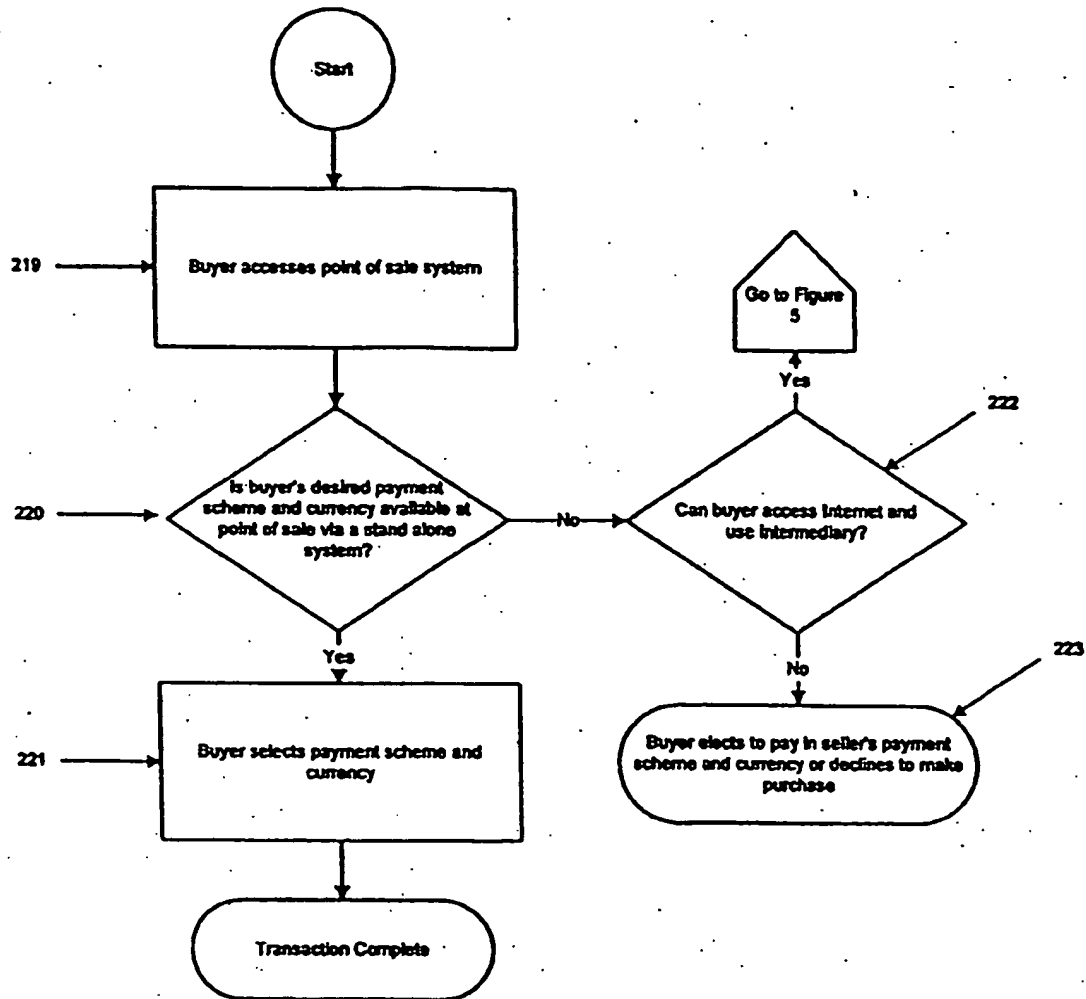 Start
219
Buyer accesses point of sale system
Go to Figure
5
Yes
222
220
Is buyer's desired payment
scheme and currency available at
point of sale via a stand alone
system?
No
Can buyer access Internet and
use Intermediary?
Yes
No
223
221
Buyer selects payment scheme and
currency
Buyer elects to pay in seller's payment
scheme and currency or declines to make
purchase
Transaction Complete